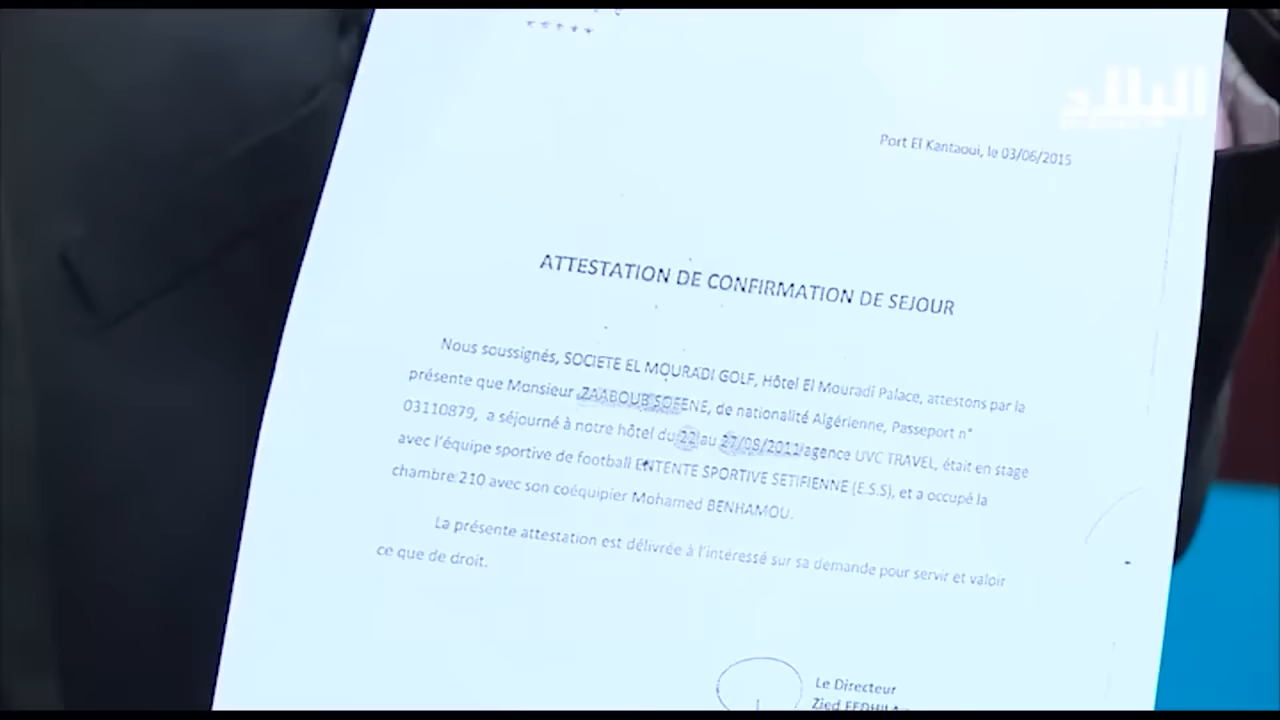 *****
البلاد
Port El Kantaoui, le 03/06/2015
ATTESTATION DE CONFIRMATION DE SEJOUR
Nous soussignés, SOCIETE EL MOURADI GOLF, Hôtel El Mouradi Palace, attestons par la
présente que Monsieur ZAABOUB SOFENE, de nationalité Algérienne, Passeport n°
03110879, a séjourné à notre hôtel du 22 au 27/09/2011/agence UVC TRAVEL, était en stage
avec l'équipe sportive de football ENTENTE SPORTIVE SETIFIENNE (E.S.S), et a occupé la
chambre 210 avec son coéquipier Mohamed BENHAMOU.
La présente attestation est délivrée à l'intéressé sur sa demande pour servir et valoir
ce que de droit.
Le Directeur
Zied